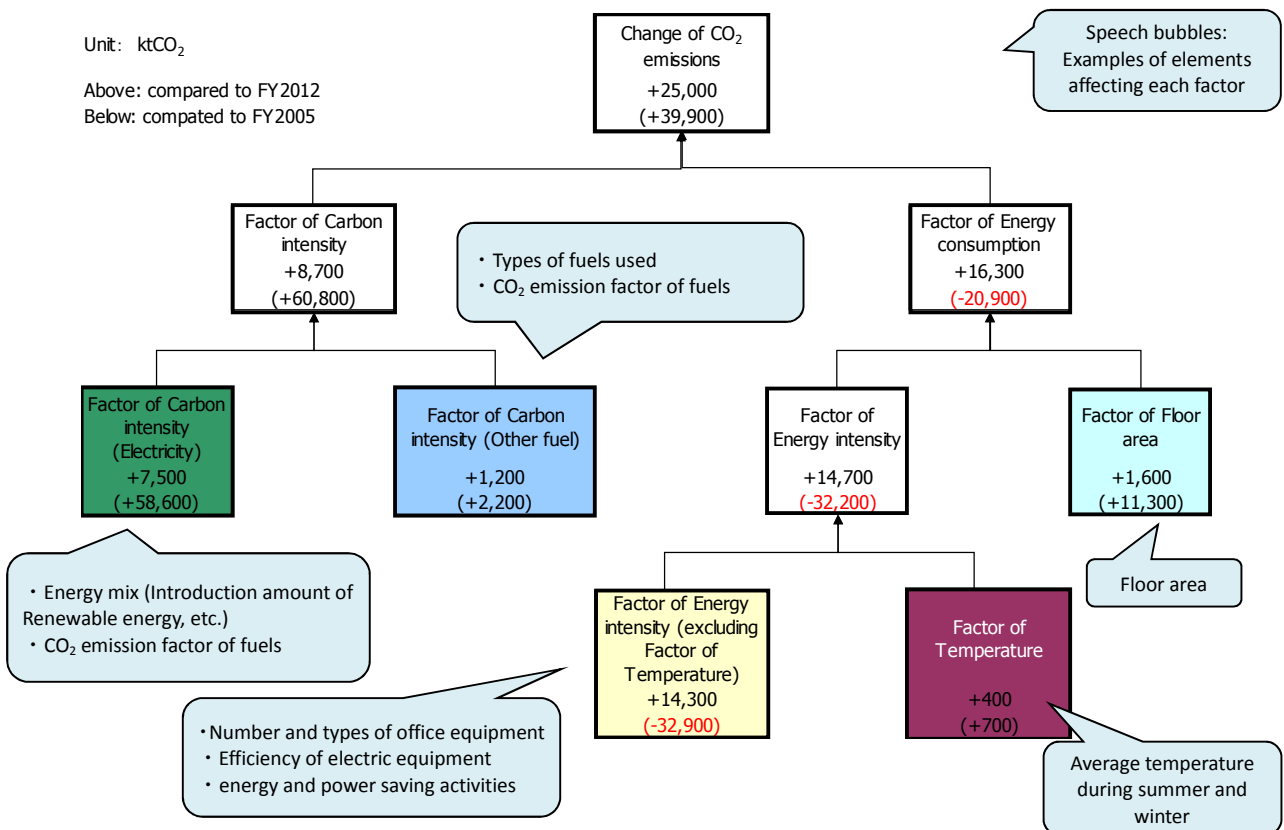 Unit: ktCO₂
Above: compared to FY2012
Below: compated to FY2005
Change of CO₂
emissions
+25,000
(+39,900)
Speech bubbles:
Examples of elements
affecting each factor
Factor of Carbon
intensity
+8,700
(+60,800)
・Types of fuels used
・CO₂ emission factor of fuels
Factor of Energy
consumption
+16,300
(-20,900)
Factor of Carbon
intensity
(Electricity)
+7,500
(+58,600)
Factor of Carbon
intensity (Other fuel)
+1,200
(+2,200)
Factor of
Energy intensity
+14,700
(-32,200)
Factor of Floor
area
+1,600
(+11,300)
・Energy mix (Introduction amount of
Renewable energy, etc.)
・CO₂ emission factor of fuels
Floor area
Factor of Energy
intensity (excluding
Factor of
Temperature)
+14,300
(-32,900)
Factor of
Temperature
+400
(+700)
・Number and types of office equipment
・Efficiency of electric equipment
・energy and power saving activities
Average temperature
during summer and
winter